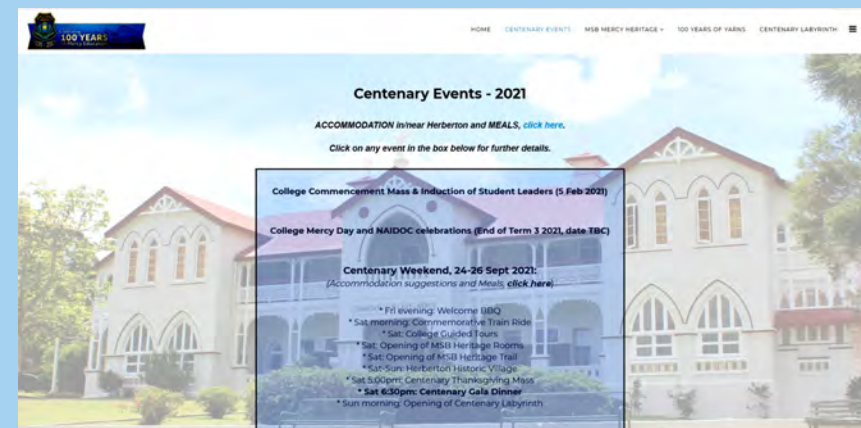 100 YEARS
of Mercy Education
HOME CENTENARY EVENTS MSB MERCY HERITAGE 100 YEARS OF YARNS CENTENARY LABYRINTH
Centenary Events - 2021
ACCOMMODATION in/near Herberton and MEALS, click here.
Click on any event in the box below for further details.
College Commencement Mass & Induction of Student Leaders (5 Feb 2021)
College Mercy Day and NAIDOC celebrations (End of Term 3 2021, date TBC)
Centenary Weekend, 24-26 Sept 2021:
(Accommodation suggestions and Meals, click here)
* Fri evening: Welcome BBQ
* Sat morning: Commemorative Train Ride
* Sat: College Guided Tours
* Sat: Opening of MSB Heritage Rooms
* Sat: Opening of MSB Heritage Trail
* Sat-Sun: Herberton Historic Village
* Sat 5:00pm: Centenary Thanksgiving Mass
* Sat 6:30pm: Centenary Gala Dinner
* Sun morning: Opening of Centenary Labyrinth